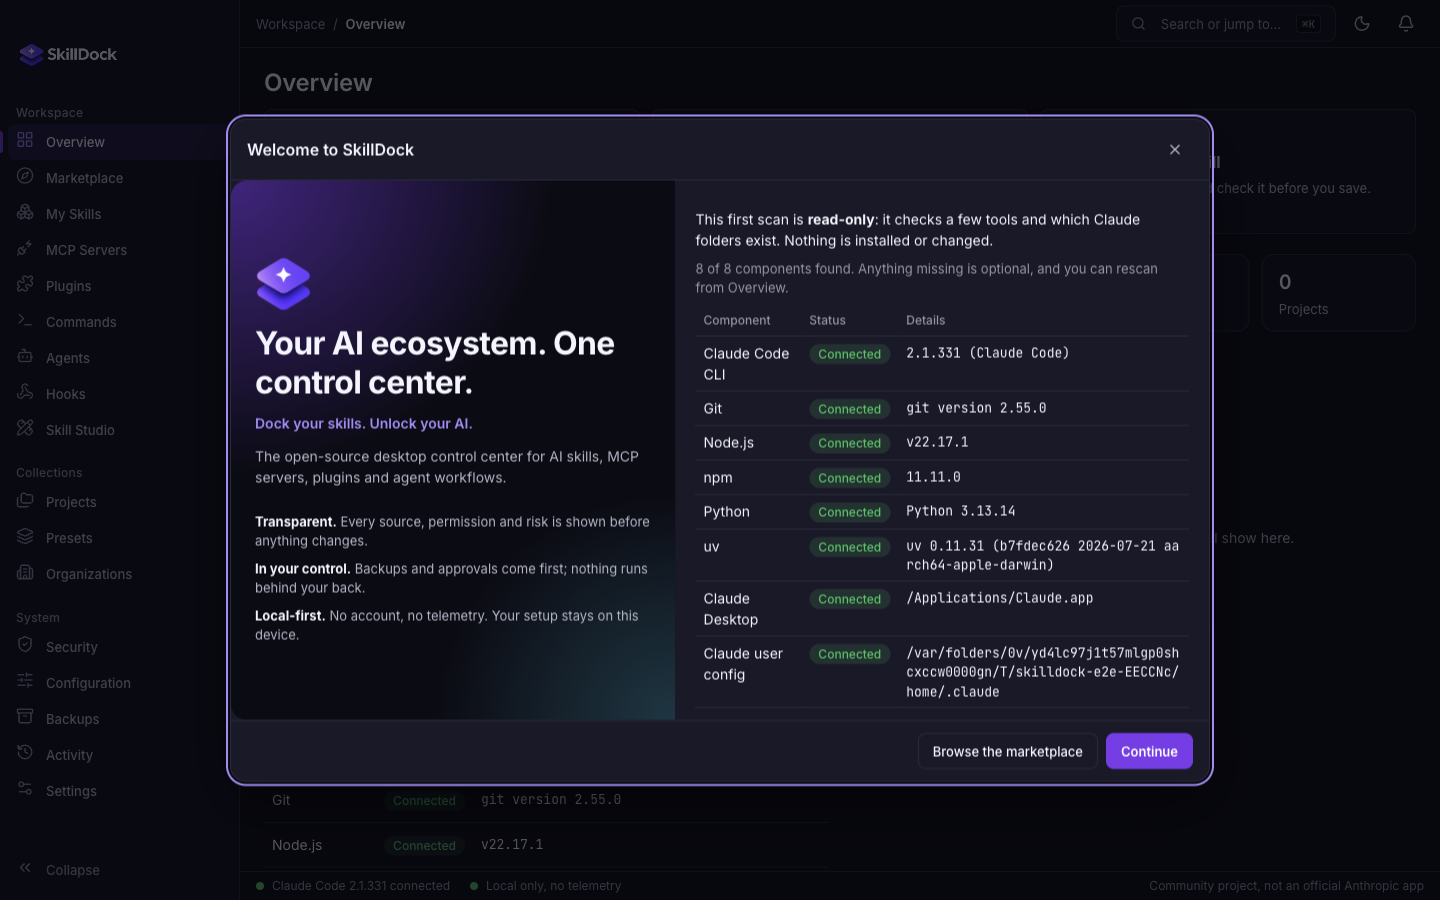 SkillDock
Workspace
Overview
Marketplace
My Skills
MCP Servers
Plugins
Commands
Agents
Hooks
Skill Studio
Collections
Projects
Presets
Organizations
System
Security
Configuration
Backups
Activity
Settings
Collapse
Workspace / Overview
Search or jump to... ⌘K
Overview
check it before you save.
0
Projects
show here.
Welcome to SkillDock
Your AI ecosystem. One
control center.
Dock your skills. Unlock your AI.
The open-source desktop control center for AI skills, MCP
servers, plugins and agent workflows.
Transparent. Every source, permission and risk is shown before
anything changes.
In your control. Backups and approvals come first; nothing runs
behind your back.
Local-first. No account, no telemetry. Your setup stays on this
device.
This first scan is read-only: it checks a few tools and which Claude
folders exist. Nothing is installed or changed.
8 of 8 components found. Anything missing is optional, and you can rescan
from Overview.
Component Status Details
Claude Code Connected 2.1.331 (Claude Code)
CLI
Git Connected git version 2.55.0
Node.js Connected v22.17.1
npm Connected 11.11.0
Python Connected Python 3.13.14
uv Connected uv 0.11.31 (b7fdec626 2026-07-21 aa
rch64-apple-darwin)
Claude Connected /Applications/Claude.app
Desktop
Claude user Connected /var/folders/0v/yd4lc97j1t57mlgp0sh
config cxccw0000gn/T/skilldock-e2e-EECCNc/
home/.claude
Browse the marketplace Continue
Git Connected git version 2.55.0
Node.js Connected v22.17.1
Claude Code 2.1.331 connected Local only, no telemetry
Community project, not an official Anthropic app